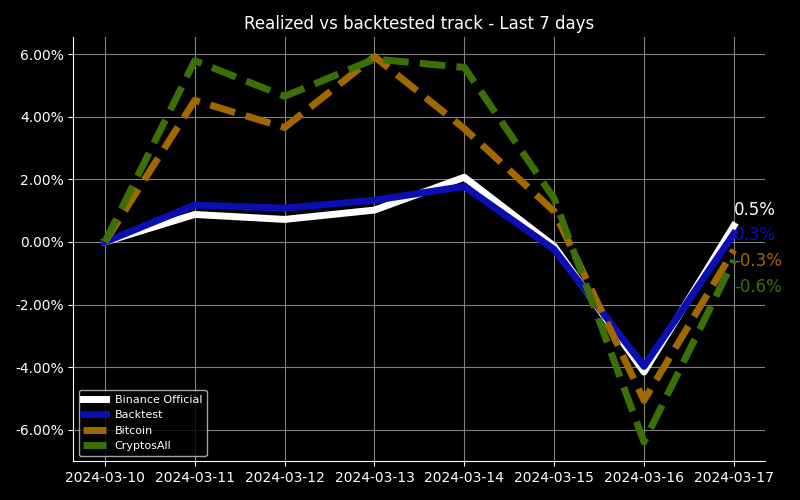 Realized vs backtested track - Last 7 days
6.00%
4.00%
2.00%
0.00%
-2.00%
-4.00%
-6.00%
0.5%
0.3%
-0.3%
-0.6%
Binance Official
Backtest
Bitcoin
CryptosAll
2024-03-10 2024-03-11 2024-03-12 2024-03-13 2024-03-14 2024-03-15 2024-03-16 2024-03-17